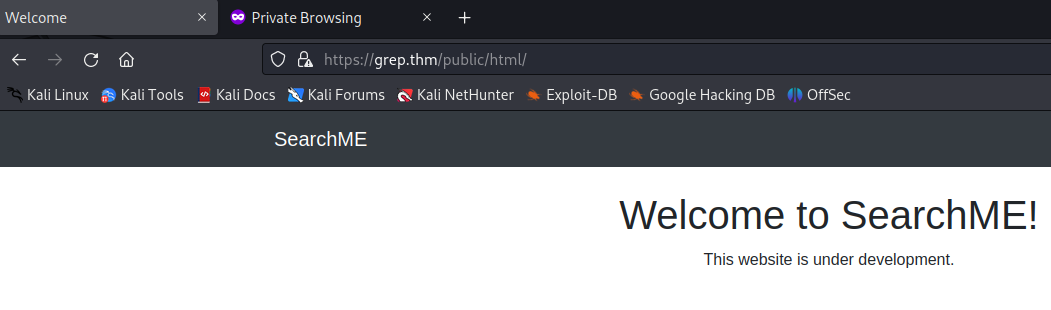 Welcome
Private Browsing
https://grep.thm/public/html/
Kali Linux Kali Tools Kali Docs Kali Forums Kali NetHunter Exploit-DB Google Hacking DB OffSec
SearchME
Welcome to SearchME!
This website is under development.